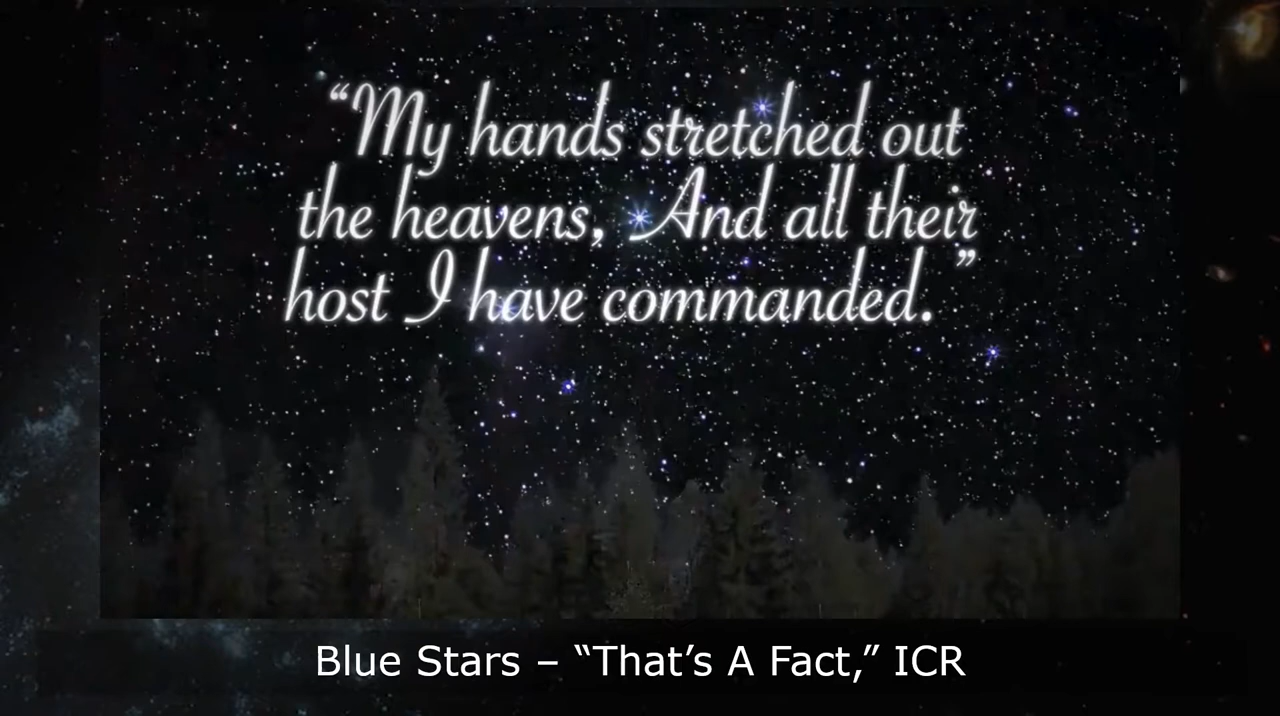 “My hands stretched out
the heavens, And all their
host I have commanded.”
Blue Stars – “That’s A Fact,” ICR